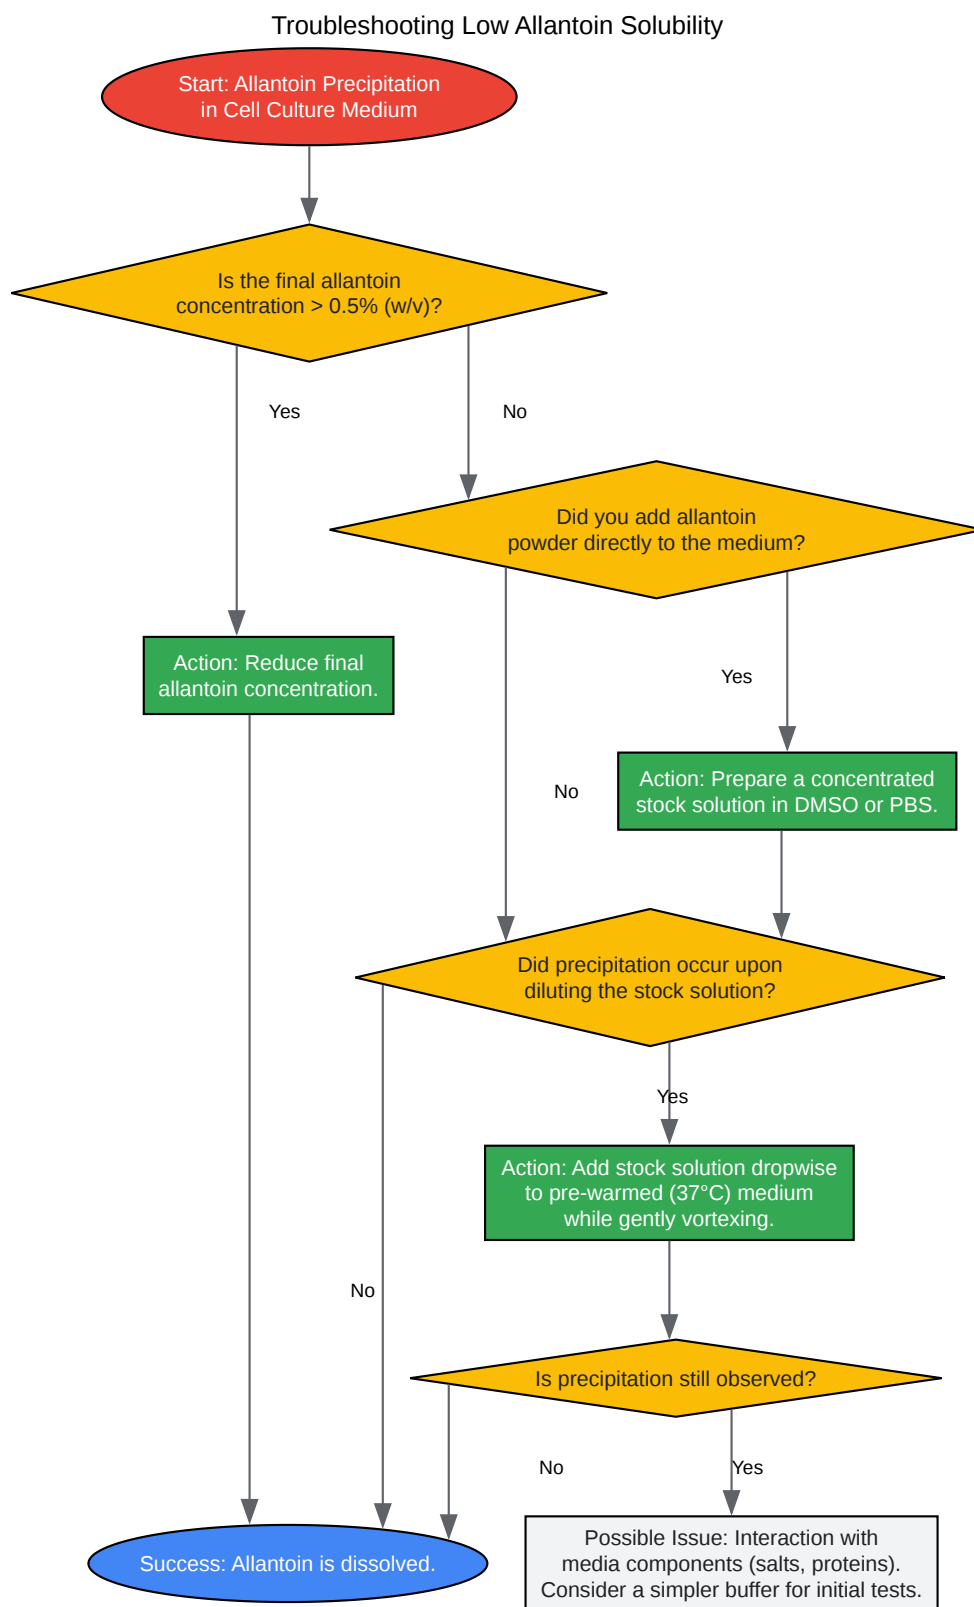 Troubleshooting Low Allantoin Solubility
Start: Allantoin Precipitation
in Cell Culture Medium
Is the final allantoin
concentration > 0.5% (w/v)?
Yes
No
Did you add allantoin
powder directly to the medium?
Action: Reduce final
allantoin concentration.
Yes
Action: Prepare a concentrated
stock solution in DMSO or PBS.
No
Did precipitation occur upon
diluting the stock solution?
Yes
Action: Add stock solution dropwise
to pre-warmed (37°C) medium
while gently vortexing.
No
Is precipitation still observed?
No
Yes
Success: Allantoin is dissolved.
Possible Issue: Interaction with
media components (salts, proteins).
Consider a simpler buffer for initial tests.